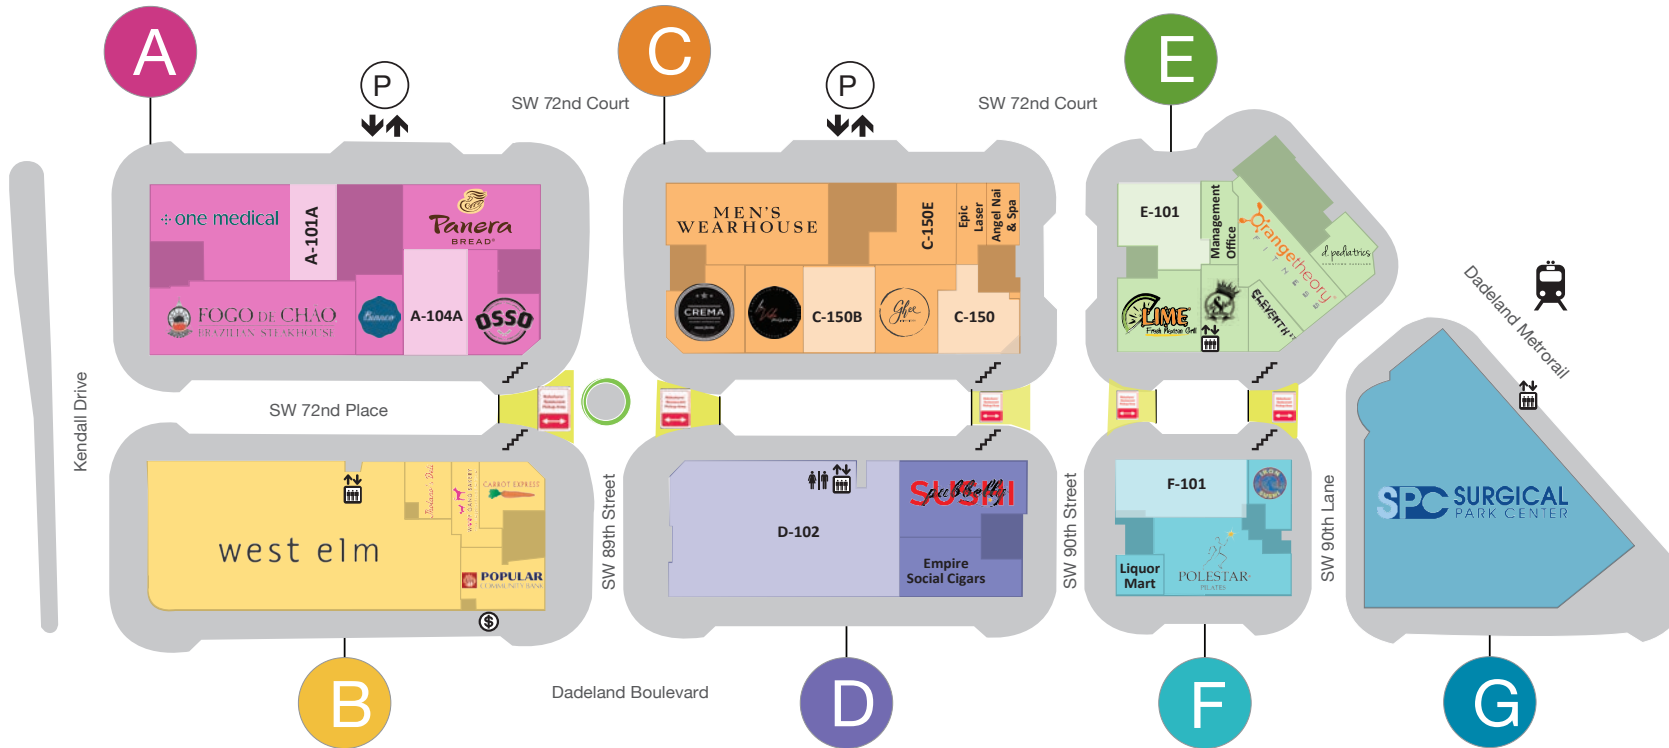 A
C
E
P
P
SW 72nd Court
SW 72nd Court
one medical
A-101A
Panera
BREAD®
FOGO DE CHAO
BRAZILIAN STEAKHOUSE
A-104A
OSSO
MEN'S
WEARHOUSE
C-150E
Epic
Laser
Angel Nai
& Spa
CREMA
C-150B
Ghee
C-150
E-101
Management
Office
Orangetheory®
FITNESS
d.pediatrics
LIME
Fresh Mexican Grill
ELEVENTH
Dadeland Metrorail
Kendall Drive
SW 72nd Place
west elm
CARROT EXPRESS
POPULAR
COMMUNITY BANK
$
SW 89th Street
D-102
SUSHI
pubbelly
Empire
Social Cigars
SW 90th Street
F-101
IRON
SUSHI
Liquor
Mart
POLESTAR®
PILATES
SW 90th Lane
SPC SURGICAL
PARK CENTER
Dadeland Boulevard
B
D
F
G